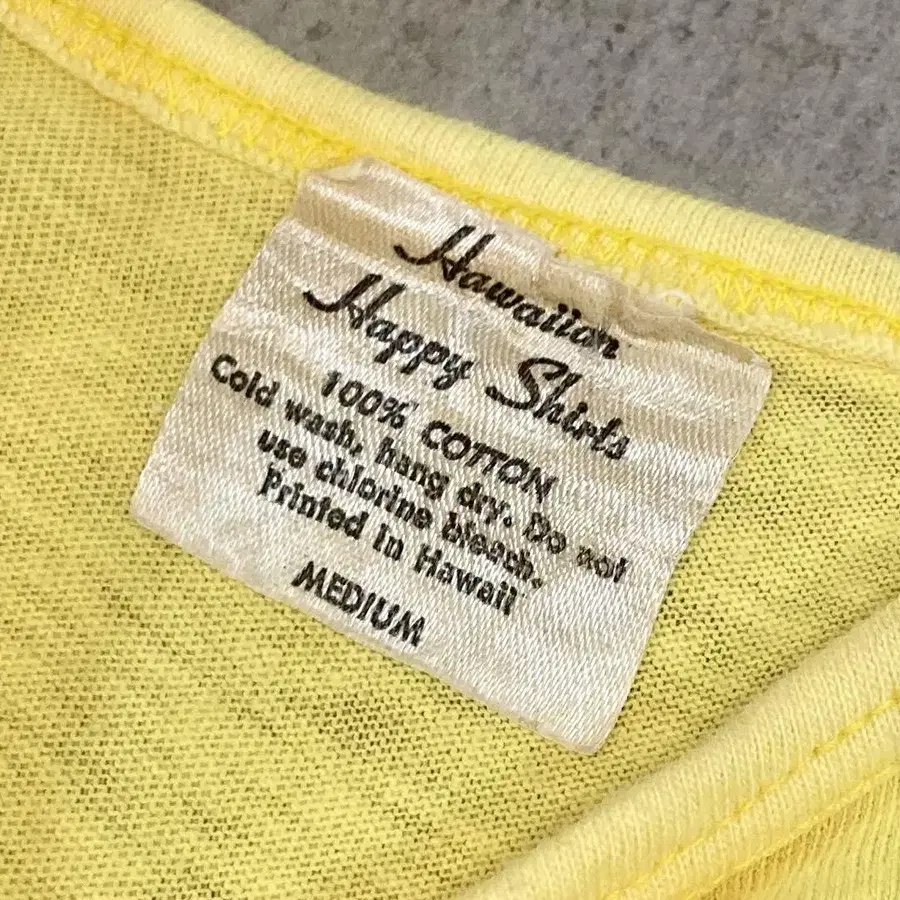 Hawaiian
Happy Shirts
100% COTTON
Cold wash, hang dry. Do not
use chlorine bleach.
Printed in Hawaii
MEDIUM